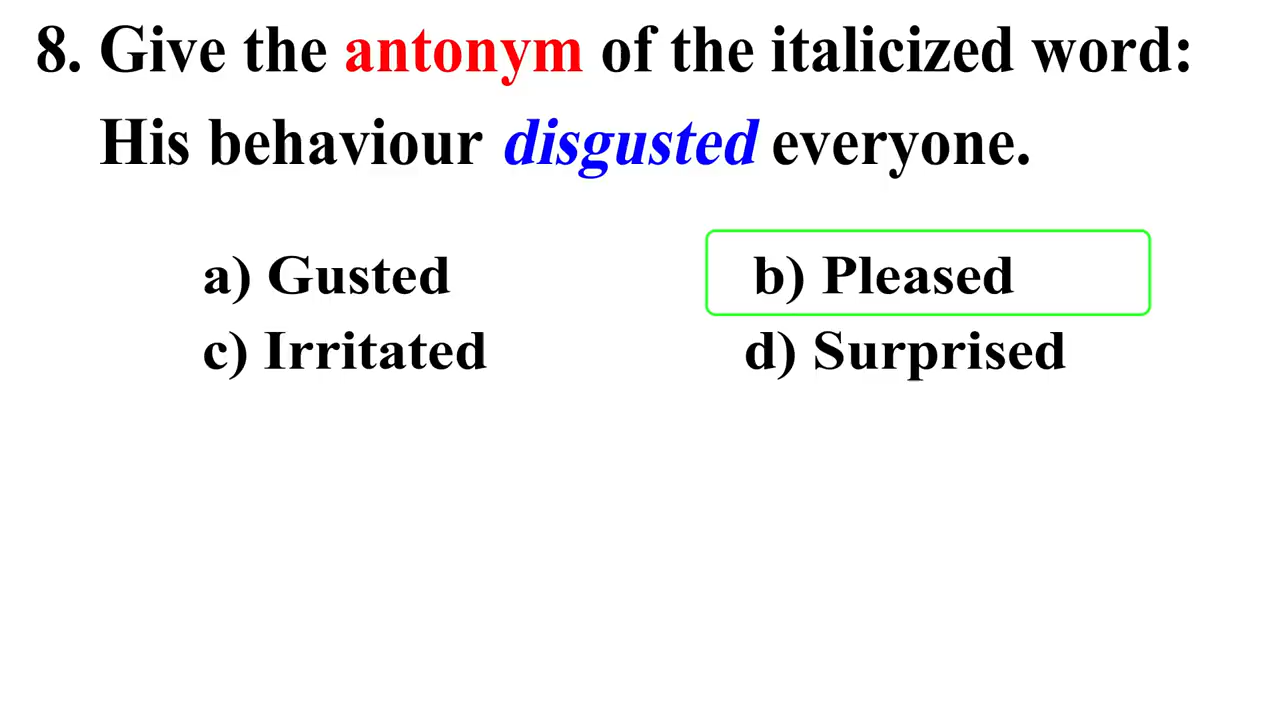 8. Give the antonym of the italicized word:
His behaviour disgusted everyone.
a) Gusted b) Pleased
c) Irritated d) Surprised